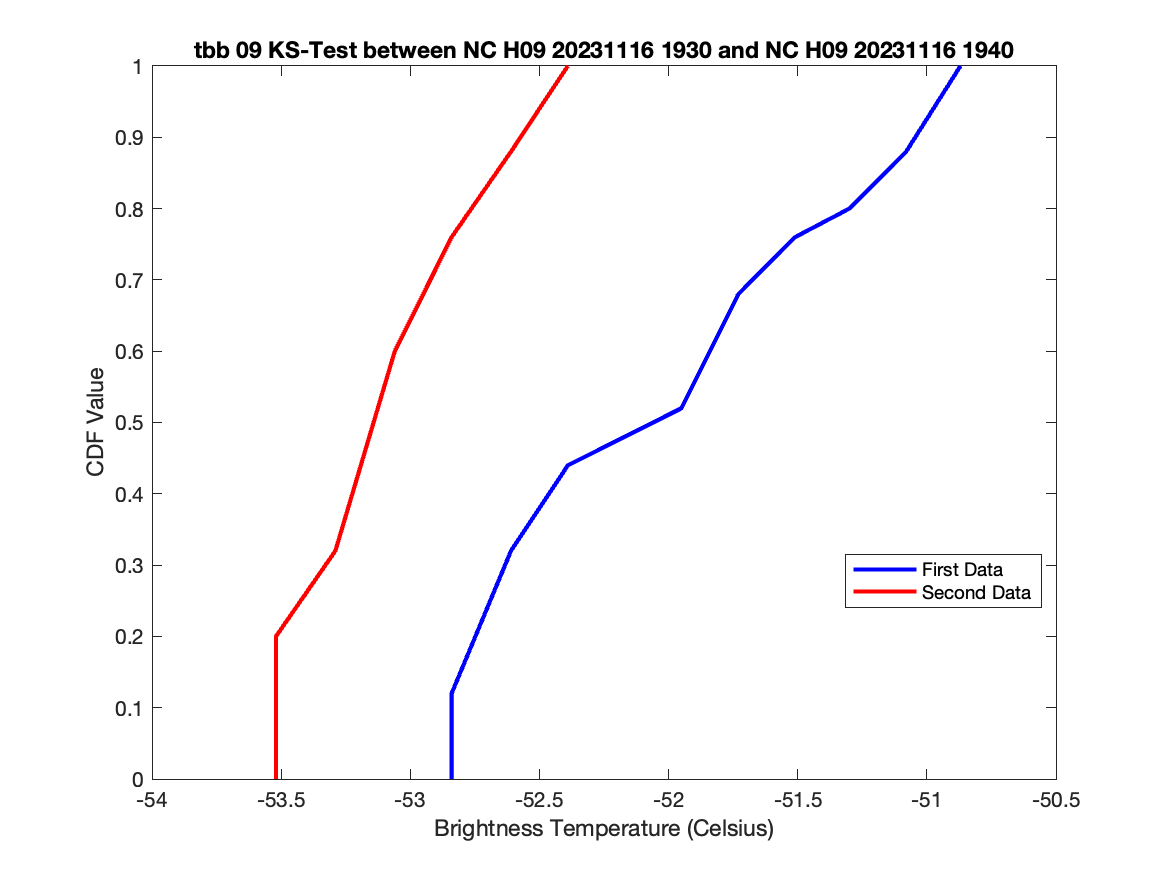 tbb 09 KS-Test between NC H09 20231116 1930 and NC H09 20231116 1940
1
0.9
0.8
0.7
0.6
0.5
0.4
0.3
0.2
0.1
0
CDF Value
First Data
Second Data
-54 -53.5 -53 -52.5 -52 -51.5 -51 -50.5
Brightness Temperature (Celsius)